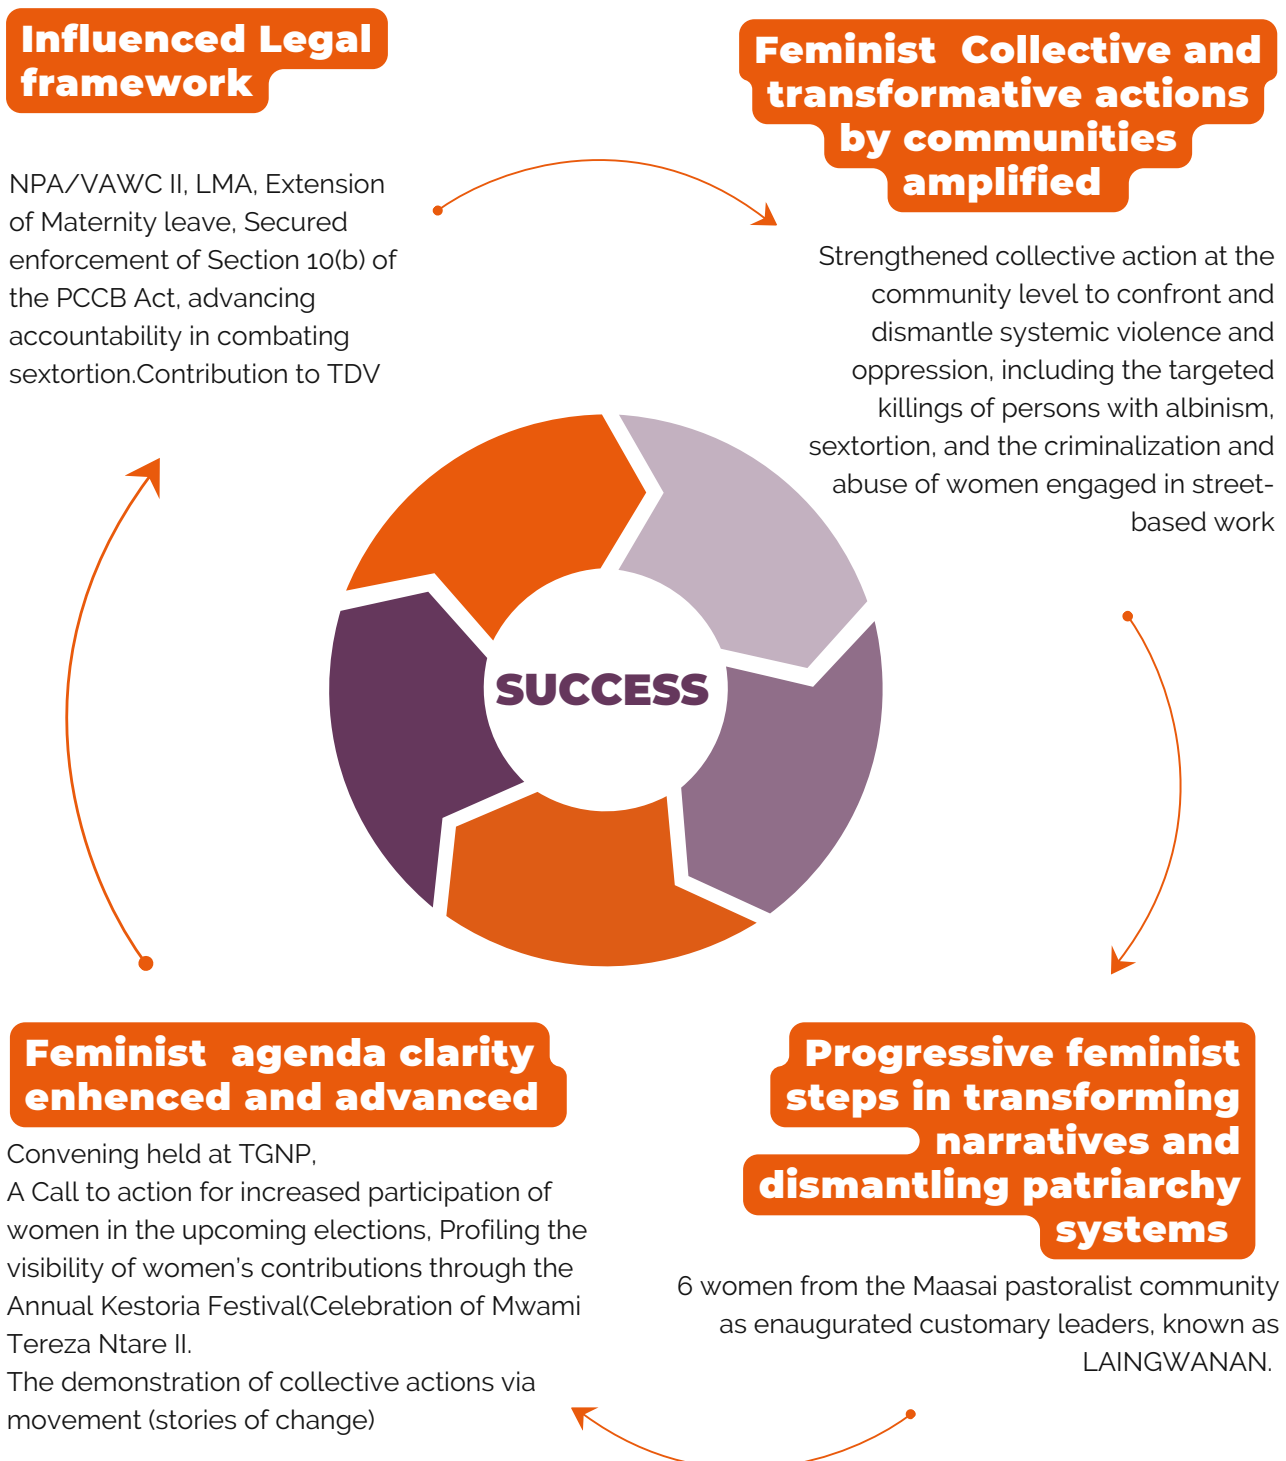 Influenced Legal
framework
NPA/VAWC II, LMA, Extension
of Maternity leave, Secured
enforcement of Section 10(b) of
the PCCB Act, advancing
accountability in combating
sextortion.Contribution to TDV
Feminist  Collective and
transformative actions
by communities
amplified
Strengthened collective action at the
community level to confront and
dismantle systemic violence and
oppression, including the targeted
killings of persons with albinism,
sextortion, and the criminalization and
abuse of women engaged in street-
based work
SUCCESS
Feminist  agenda clarity
enhenced and advanced
Convening held at TGNP,
A Call to action for increased participation of
women in the upcoming elections, Profiling the
visibility of women's contributions through the
Annual Kestoria Festival(Celebration of Mwami
Tereza Ntare II.
The demonstration of collective actions via
movement (stories of change)
Progressive feminist
steps in transforming
narratives and
dismantling patriarchy
systems
6 women from the Maasai pastoralist community
as enaugurated customary leaders, known as
LAINGWANAN.